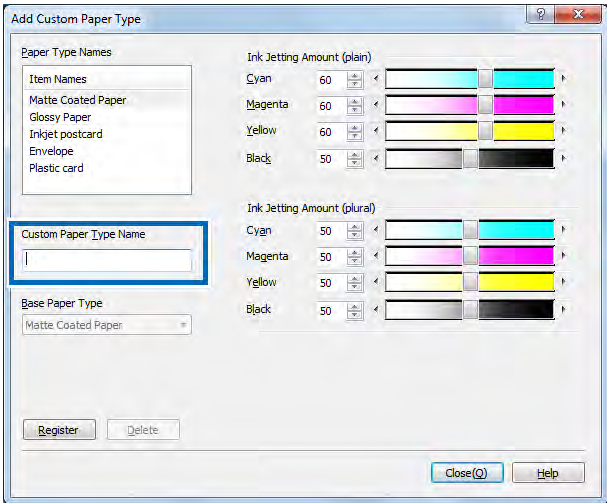 Add Custom Paper Type
Paper Type Names
Item Names
Matte Coated Paper
Glossy Paper
Inkjet postcard
Envelope
Plastic card
Custom Paper Type Name
Base Paper Type
Matte Coated Paper
Register Delete
Ink Jetting Amount (plain)
Cyan 60
Magenta 60
Yellow 60
Black 50
Ink Jetting Amount (plural)
Cyan 50
Magenta 50
Yellow 50
Black 50
Close(O) Help